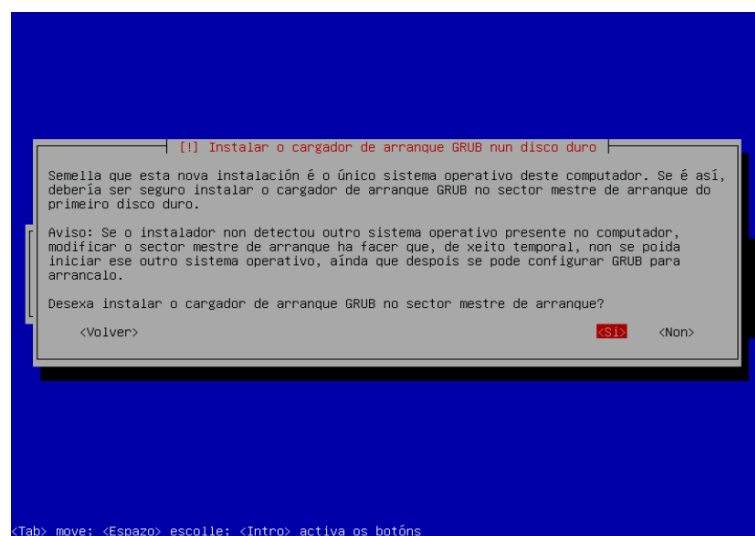 [!] Instalar o cargador de arranque GRUB nun disco duro
Semella que esta nova instalación é o único sistema operativo deste computador. Se é así,
debería ser seguro instalar o cargador de arranque GRUB no sector mestre de arranque do
primeiro disco duro.
Aviso: Se o instalador non detectou outro sistema operativo presente no computador,
modificar o sector mestre de arranque ha facer que, de xeito temporal, non se poida
iniciar ese outro sistema operativo, aínda que despois se pode configurar GRUB para
arrancalo.
Desexa instalar o cargador de arranque GRUB no sector mestre de arranque?
<Volver> <Si> <Non>
<Tab> move; <Espazo> escolle; <Intro> activa os botóns